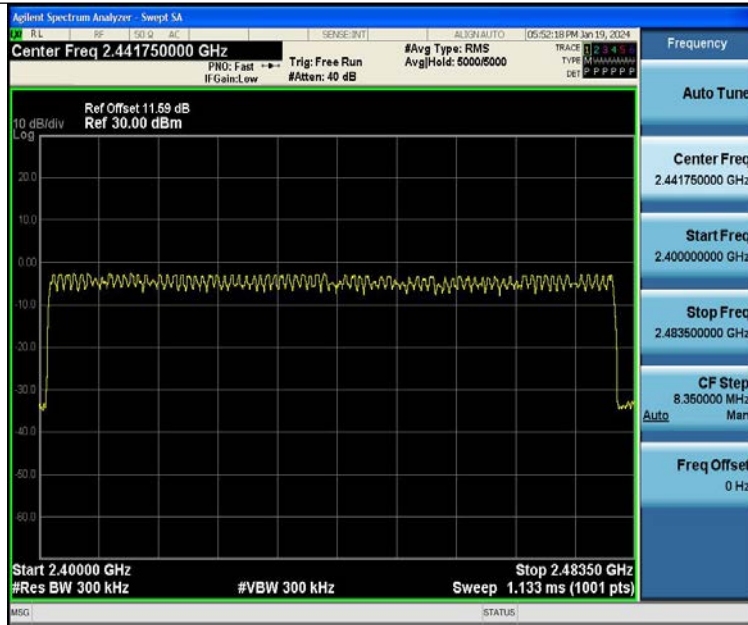 Agilent Spectrum Analyzer - Swept SA
RL RF 50 Ω AC SENSE:INT ALIGN AUTO 05:52:18 PM Jan 19, 2024
Center Freq 2.441750000 GHz
PNO: Fast
IFGain:Low
Trig: Free Run
#Atten: 40 dB
#Avg Type: RMS
Avg|Hold: 5000/5000
TRACE 1 2 3 4 5 6
TYPE M
DET P P P P P P
Ref Offset 11.59 dB
10 dB/div Ref 30.00 dBm
Log
20.0
10.0
0.00
-10.0
-20.0
-30.0
-40.0
-50.0
-60.0
Start 2.40000 GHz Stop 2.48350 GHz
#Res BW 300 kHz #VBW 300 kHz Sweep 1.133 ms (1001 pts)
MSG STATUS
Frequency
Auto Tune
Center Freq
2.441750000 GHz
Start Freq
2.400000000 GHz
Stop Freq
2.483500000 GHz
CF Step
8.350000 MHz
Auto Man
Freq Offset
0 Hz